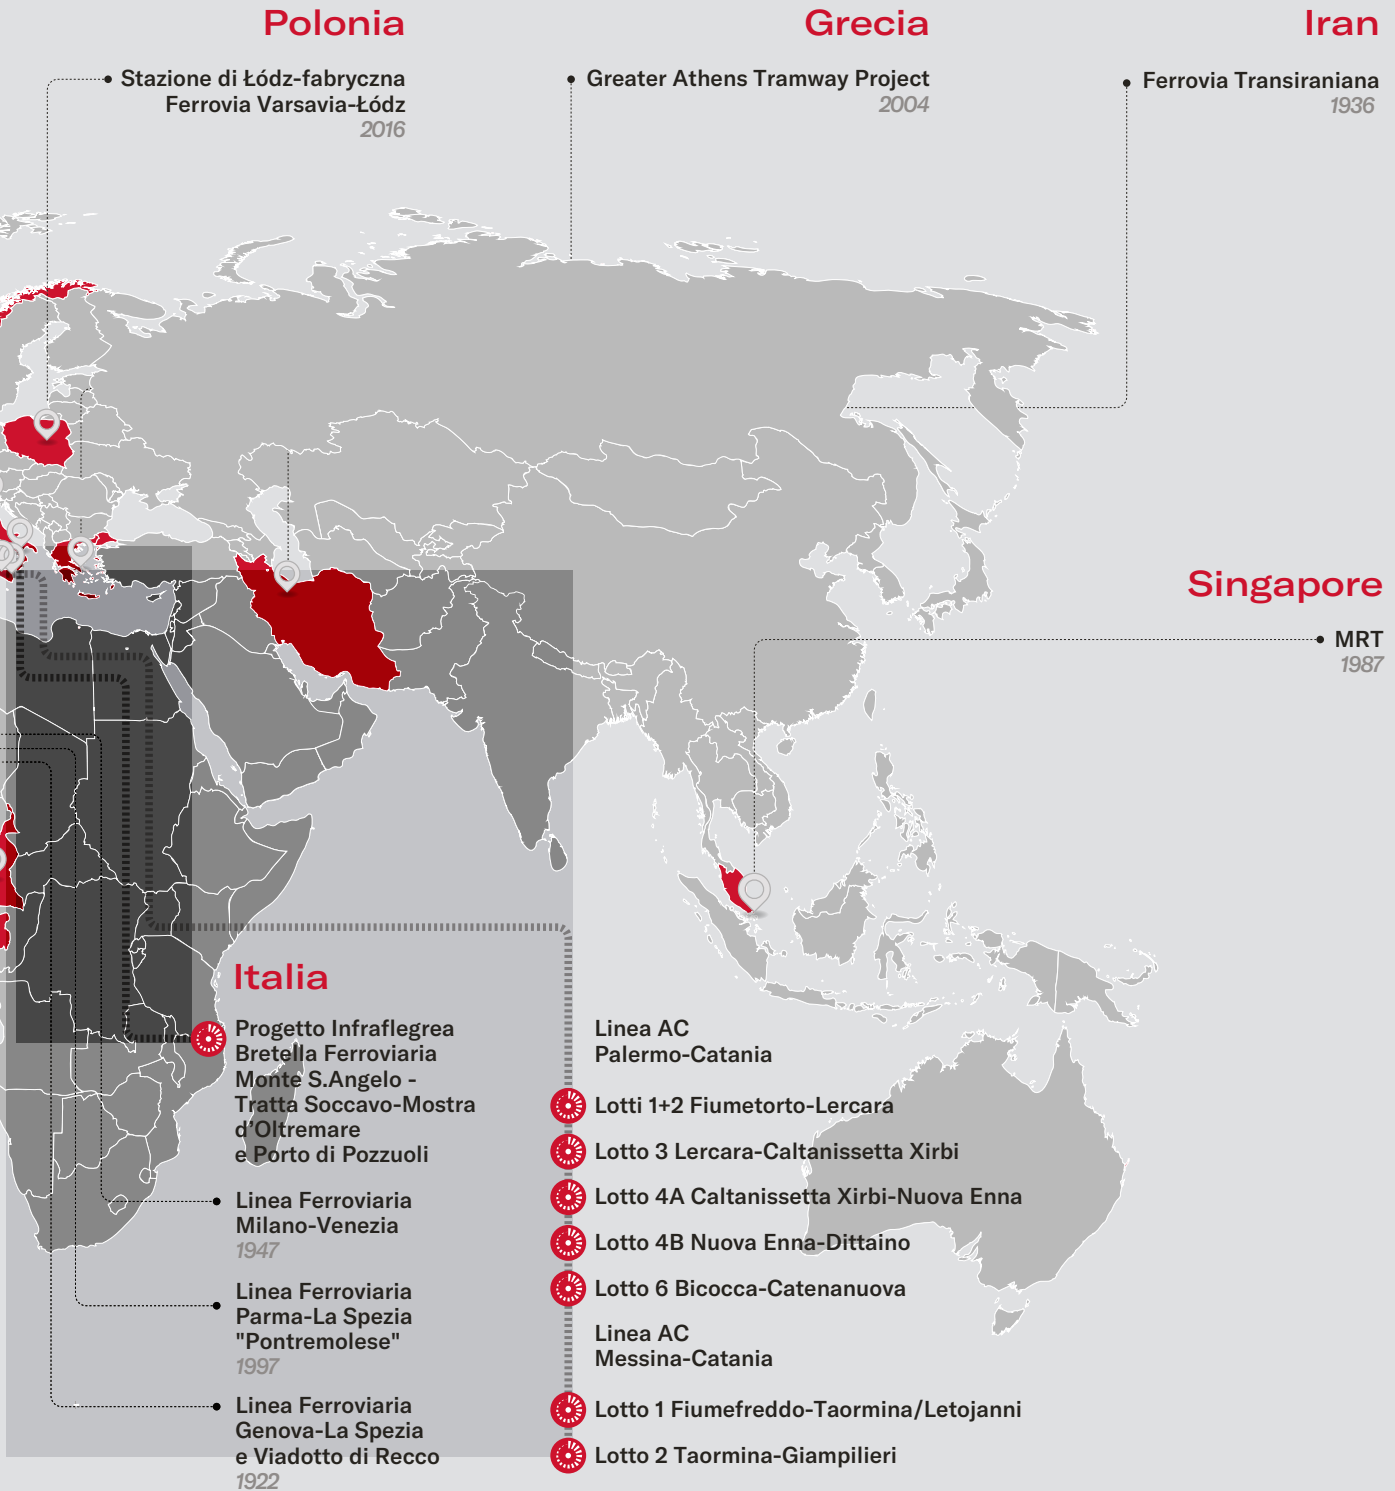 Polonia
Stazione di Łódz-fabryczna
Ferrovia Varsavia-Łódz
2016
Grecia
Greater Athens Tramway Project
2004
Iran
Ferrovia Transiraniana
1936
Singapore
MRT
1987
Italia
Progetto Infraflegrea
Bretella Ferroviaria
Monte S.Angelo -
Tratta Soccavo-Mostra
d’Oltremare
e Porto di Pozzuoli
Linea Ferroviaria
Milano-Venezia
1947
Linea Ferroviaria
Parma-La Spezia
"Pontremolese"
1997
Linea Ferroviaria
Genova-La Spezia
e Viadotto di Recco
1922
Linea AC
Palermo-Catania
Lotti 1+2 Fiumetorto-Lercara
Lotto 3 Lercara-Caltanissetta Xirbi
Lotto 4A Caltanissetta Xirbi-Nuova Enna
Lotto 4B Nuova Enna-Dittaino
Lotto 6 Bicocca-Catenanuova
Linea AC
Messina-Catania
Lotto 1 Fiumefreddo-Taormina/Letojanni
Lotto 2 Taormina-Giampilieri